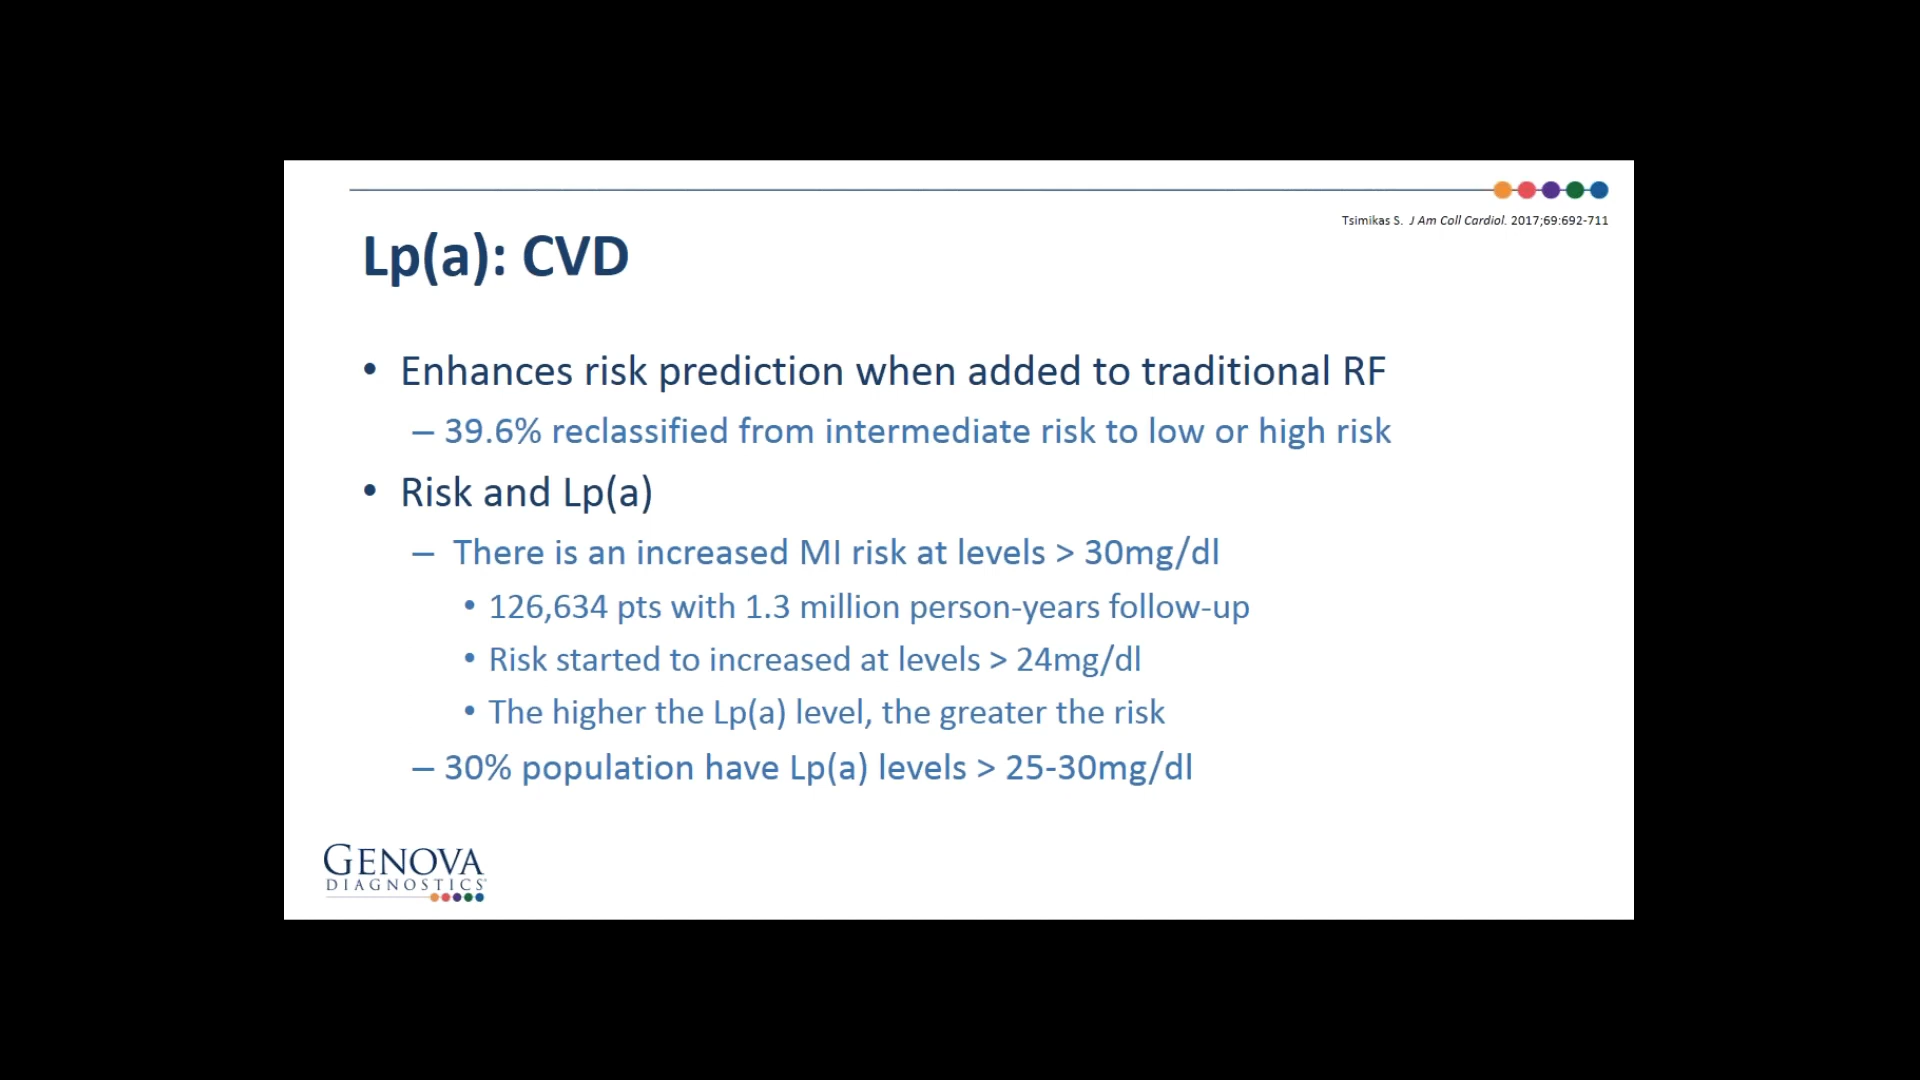 Tsimikas S. J Am Coll Cardiol. 2017;69:692-711
Lp(a): CVD
• Enhances risk prediction when added to traditional RF
– 39.6% reclassified from intermediate risk to low or high risk
• Risk and Lp(a)
– There is an increased MI risk at levels > 30mg/dl
• 126,634 pts with 1.3 million person-years follow-up
• Risk started to increased at levels > 24mg/dl
• The higher the Lp(a) level, the greater the risk
– 30% population have Lp(a) levels > 25-30mg/dl
GENOVA
DIAGNOSTICS